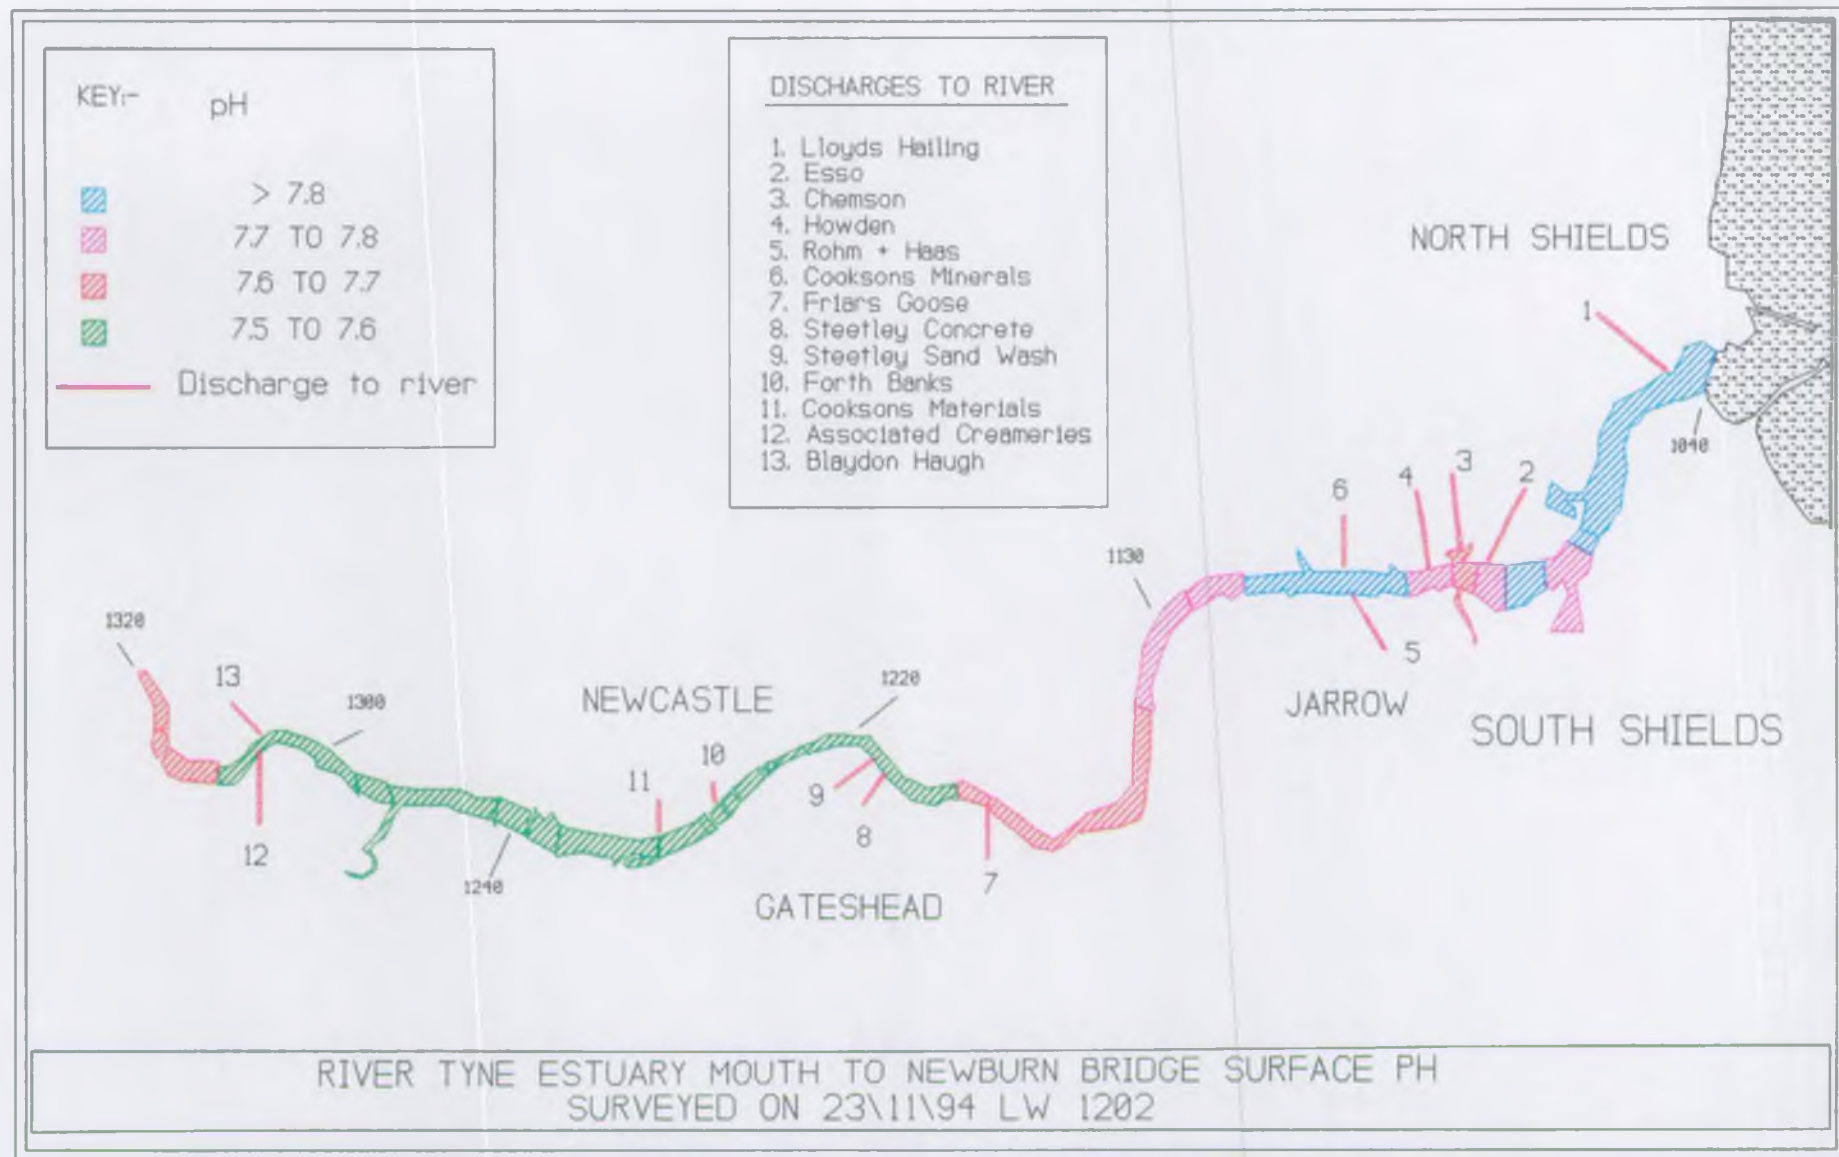 KEY:-
pH
> 7.8
7.7 TO 7.8
7.6 TO 7.7
7.5 TO 7.6
Discharge to river
DISCHARGES TO RIVER
1. Lloyds Hailing
2. Esso
3. Chemson
4. Howden
5. Rohm + Haas
6. Cooksons Minerals
7. Friars Goose
8. Steetley Concrete
9. Steetley Sand Wash
10. Forth Banks
11. Cooksons Materials
12. Associated Creameries
13. Blaydon Haugh
NORTH SHIELDS
1
1040
3
2
4
6
1130
5
1320
13
1300
NEWCASTLE
1220
JARROW
SOUTH SHIELDS
10
11
9
8
12
1240
7
GATESHEAD
RIVER TYNE ESTUARY MOUTH TO NEWBURN BRIDGE SURFACE PH
SURVEYED ON 23\11\94 LW 1202